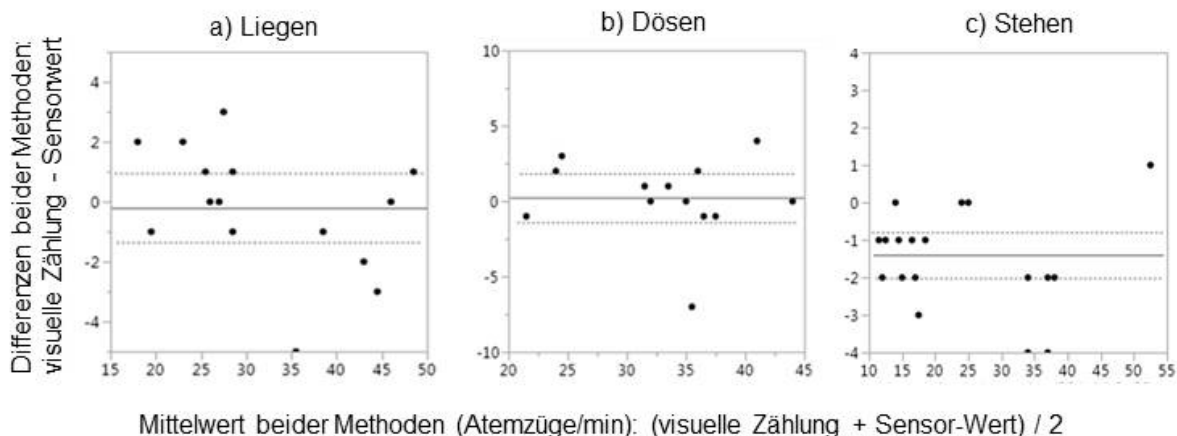 a) Liegen
b) Dösen
c) Stehen
Differenzen beider Methoden:
visuelle Zählung - Sensorwert
4
2
0
-2
-4
15 20 25 30 35 40 45 50
10
5
0
-5
-10
20 25 30 35 40 45
4
3
2
1
0
-1
-2
-3
-4
10 15 20 25 30 35 40 45 50 55
Mittelwert beider Methoden (Atemzüge/min): (visuelle Zählung + Sensor-Wert) / 2